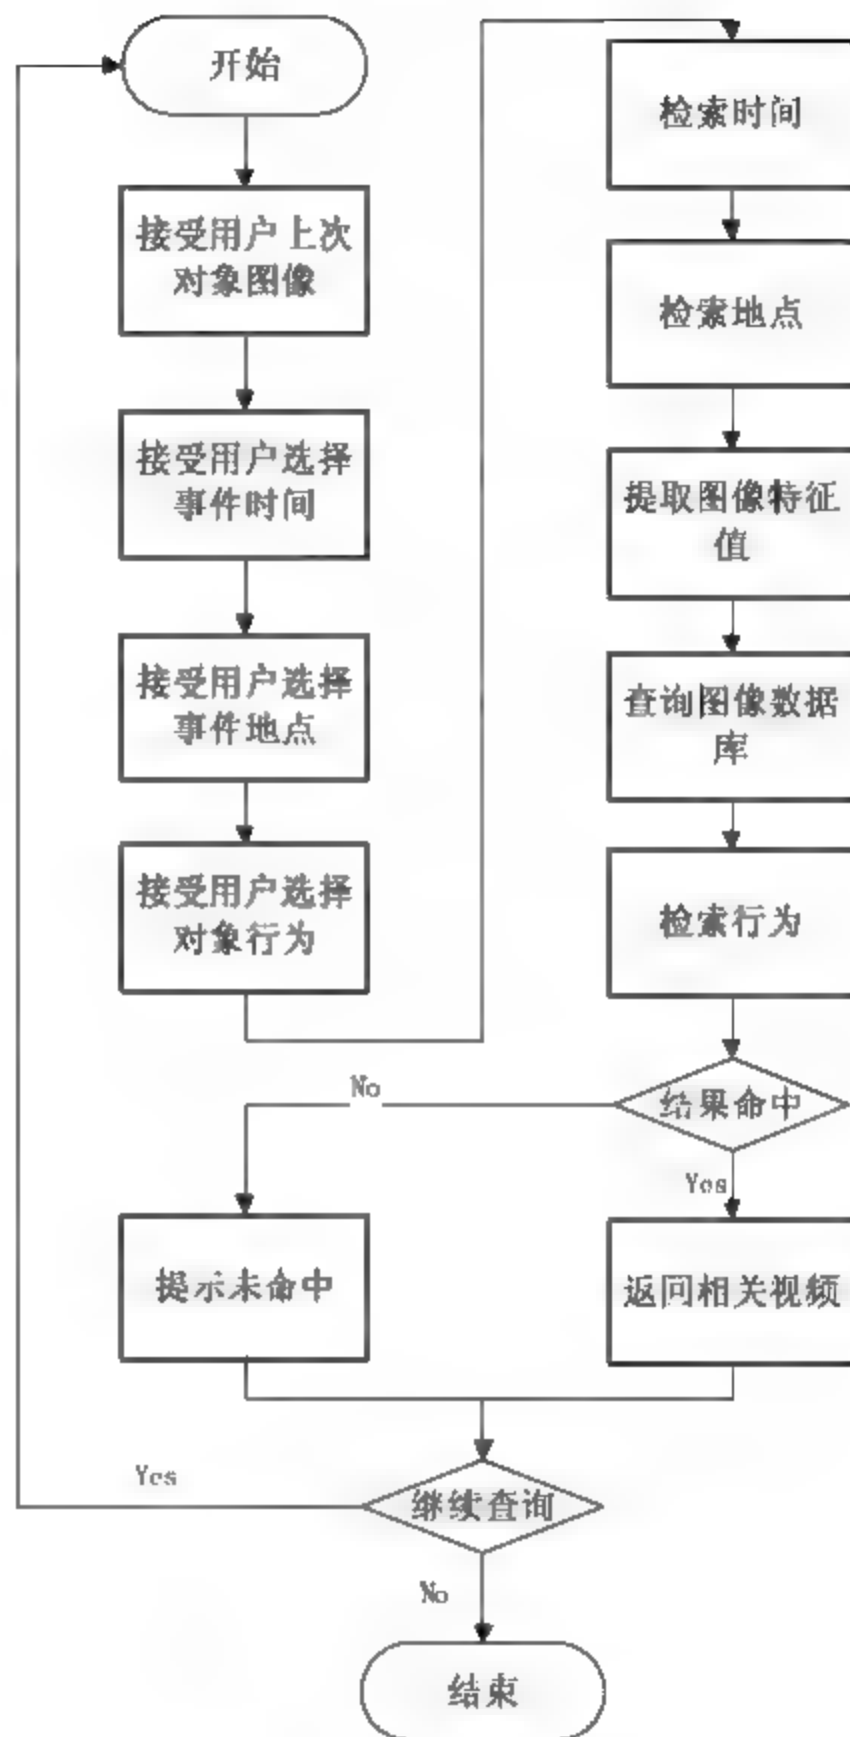 开始
接受用户上次
对象图像
接受用户选择
事件时间
接受用户选择
事件地点
接受用户选择
对象行为
检索时间
检索地点
提取图像特征
值
查询图像数据
库
检索行为
结果命中
No
Yes
提示未命中
返回相关视频
继续查询
Yes
No
结束